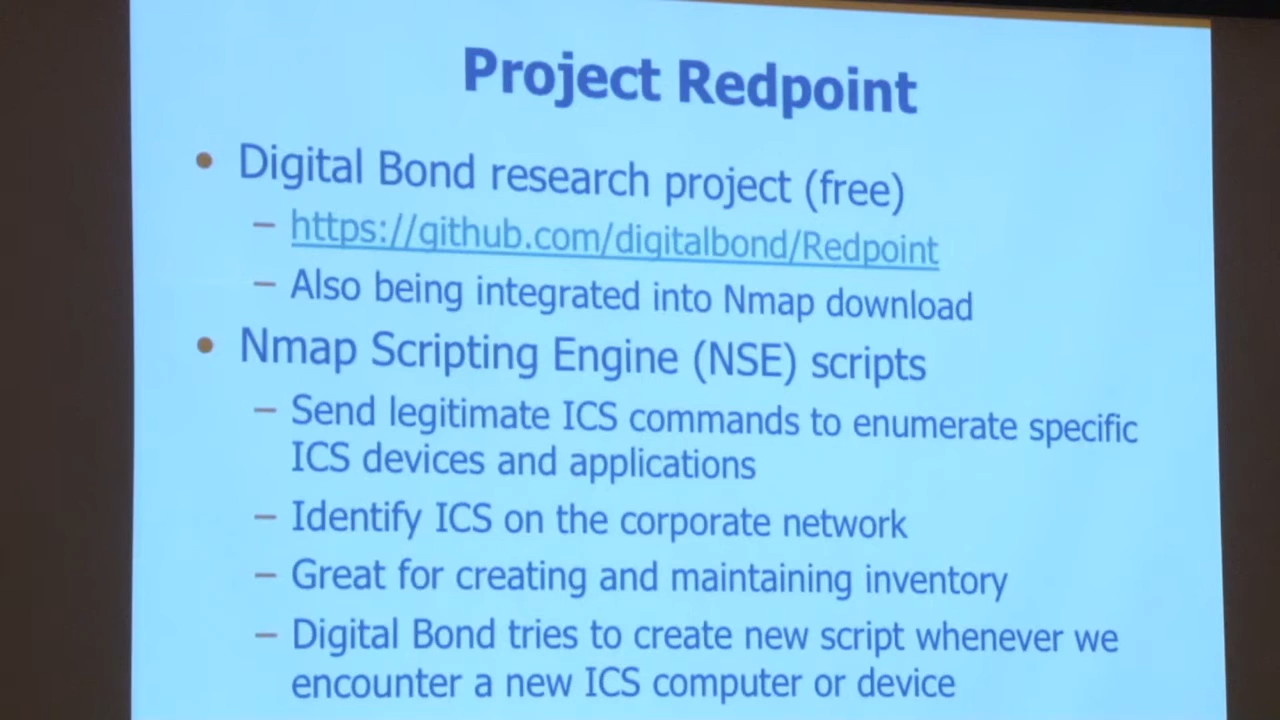 Project Redpoint
• Digital Bond research project (free)
– https://github.com/digitalbond/Redpoint
– Also being integrated into Nmap download
• Nmap Scripting Engine (NSE) scripts
– Send legitimate ICS commands to enumerate specific
ICS devices and applications
– Identify ICS on the corporate network
– Great for creating and maintaining inventory
– Digital Bond tries to create new script whenever we
encounter a new ICS computer or device